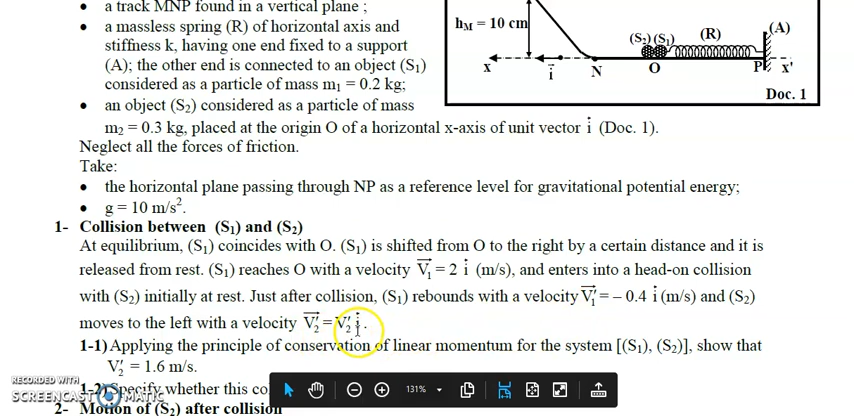 • a track MNP found in a vertical plane ;
• a massless spring (R) of horizontal axis and
stiffness k, having one end fixed to a support
(A); the other end is connected to an object (S₁)
considered as a particle of mass m₁ = 0.2 kg;
• an object (S₂) considered as a particle of mass
m₂ = 0.3 kg, placed at the origin O of a horizontal x-axis of unit vector i⃗ (Doc. 1).
hM = 10 cm
(S₂) (S₁) (R) (A)
x i⃗ N O P x'
Doc. 1
Neglect all the forces of friction.
Take:
• the horizontal plane passing through NP as a reference level for gravitational potential energy;
• g = 10 m/s².
1- Collision between (S₁) and (S₂)
At equilibrium, (S₁) coincides with O. (S₁) is shifted from O to the right by a certain distance and it is
released from rest. (S₁) reaches O with a velocity V⃗₁ = 2 i⃗ (m/s), and enters into a head-on collision
with (S₂) initially at rest. Just after collision, (S₁) rebounds with a velocity V⃗₁′ = − 0.4 i⃗ (m/s) and (S₂)
moves to the left with a velocity V⃗₂′ = V₂′ i⃗.
1-1) Applying the principle of conservation of linear momentum for the system [(S₁), (S₂)], show that
V₂′ = 1.6 m/s.
1-2) Specify whether this co
2- Motion of (S₂) after collision
131%
RECORDED WITH
SCREENCAST MATIC